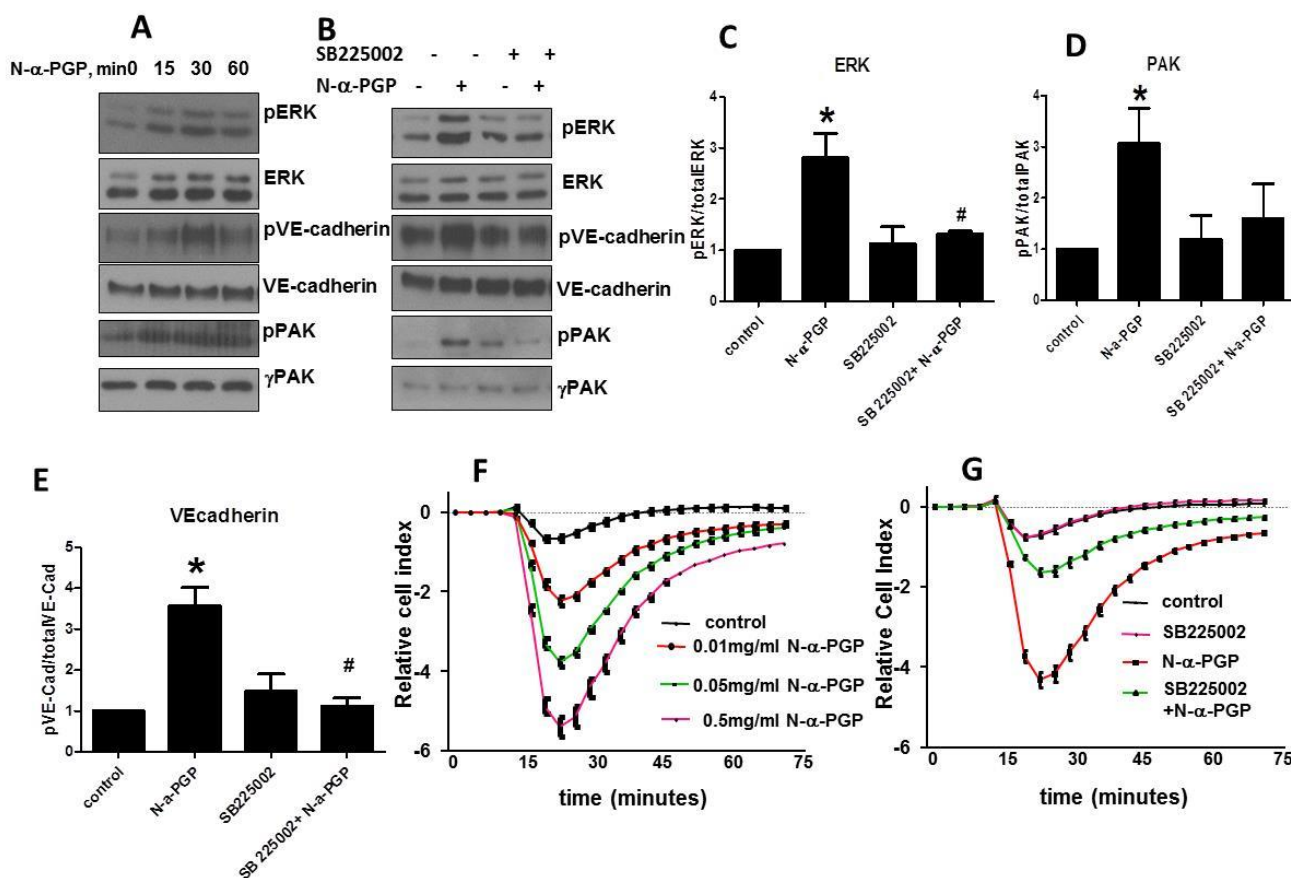 A
N-α-PGP, min0 15 30 60
pERK
ERK
pVE-cadherin
VE-cadherin
pPAK
γPAK
B
SB225002 - - + +
N-α-PGP - + - +
pERK
ERK
pVE-cadherin
VE-cadherin
pPAK
γPAK
C
ERK
pERK/totalERK
4
3
2
1
0
*
#
control
N-α-PGP
SB225002
SB 225002+ N-α-PGP
D
PAK
pPAK/totalPAK
4
3
2
1
0
*
control
N-a-PGP
SB225002
SB 225002+ N-a-PGP
E
VEcadherin
pVE-Cad/totalVE-Cad
5
4
3
2
1
0
*
#
control
N-a-PGP
SB225002
SB 225002+ N-a-PGP
F
Relative cell index
0
-2
-4
-6
control
0.01mg/ml N-α-PGP
0.05mg/ml N-α-PGP
0.5mg/ml N-α-PGP
0 15 30 45 60 75
time (minutes)
G
Relative Cell Index
0
-2
-4
-6
control
SB225002
N-α-PGP
SB225002
+N-α-PGP
0 15 30 45 60 75
time (minutes)